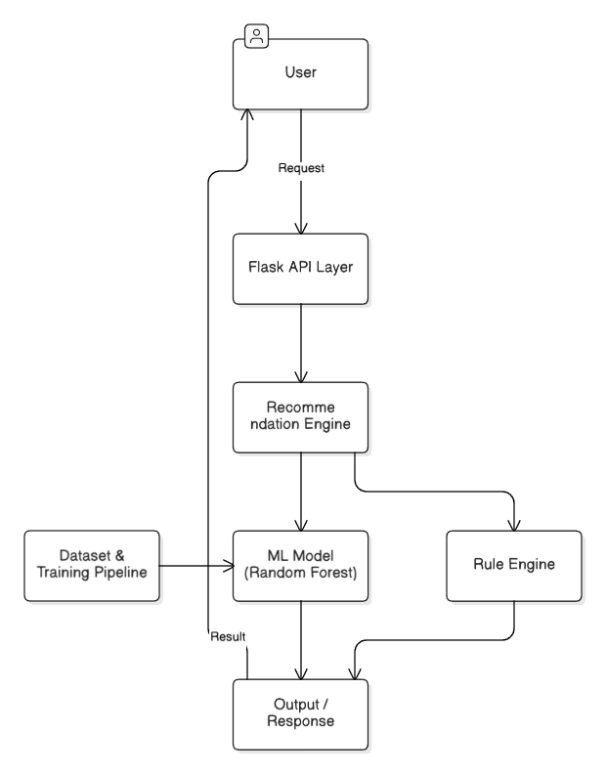 User
Request
Flask API Layer
Recomme
ndation Engine
Dataset &
Training Pipeline
ML Model
(Random Forest)
Rule Engine
Result
Output /
Response